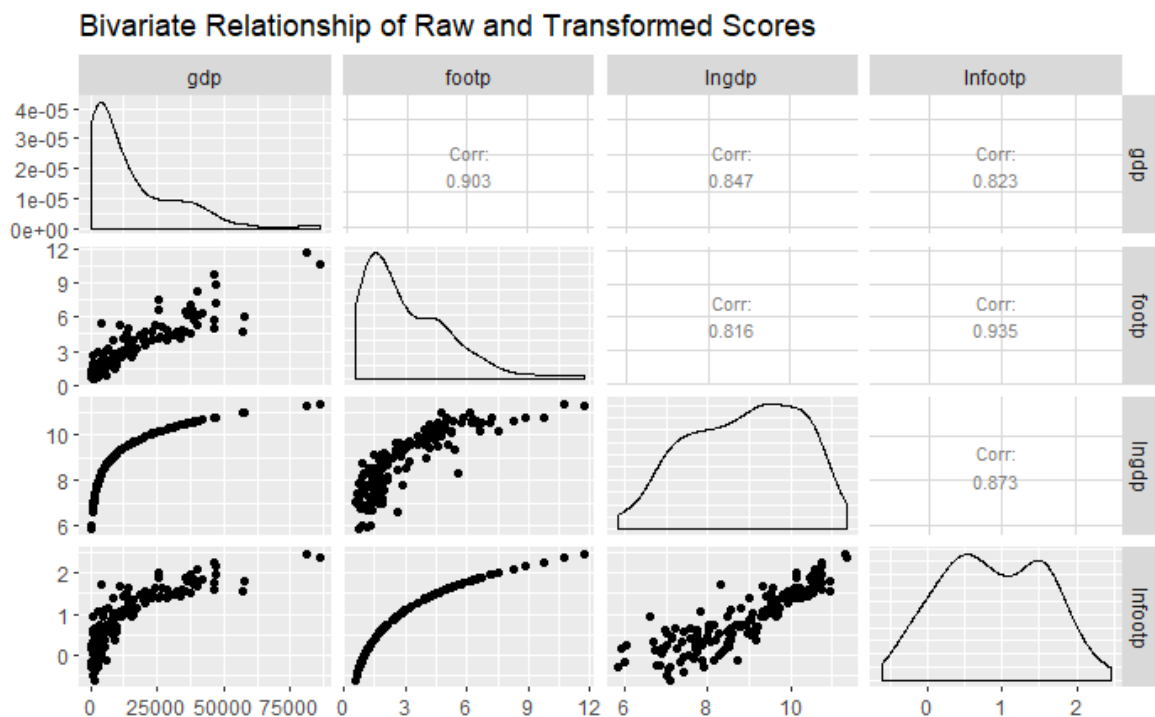 Bivariate Relationship of Raw and Transformed Scores
gdp footp lngdp lnfootp
4e-05
3e-05
2e-05
1e-05
0e+00
Corr:
0.903
Corr:
0.847
Corr:
0.823
gdp
12
9
6
3
0
Corr:
0.816
Corr:
0.935
footp
10
8
6
Corr:
0.873
lngdp
2
1
0
lnfootp
0 25000 50000 75000 0 3 6 9 12 6 8 10 0 1 2